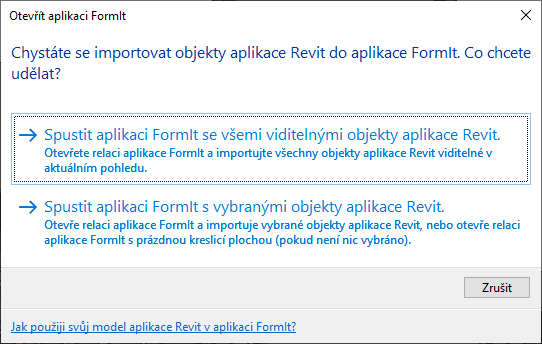 Otevřít aplikaci FormIt
Chystáte se importovat objekty aplikace Revit do aplikace FormIt. Co chcete
udělat?
Spustit aplikaci FormIt se všemi viditelnými objekty aplikace Revit.
Otevřete relaci aplikace FormIt a importujte všechny objekty aplikace Revit viditelné v
aktuálním pohledu.
Spustit aplikaci FormIt s vybranými objekty aplikace Revit.
Otevře relaci aplikace FormIt a importuje vybrané objekty aplikace Revit, nebo otevře relaci
aplikace FormIt s prázdnou kreslicí plochou (pokud není nic vybráno).
Zrušit
Jak použiji svůj model aplikace Revit v aplikaci FormIt?